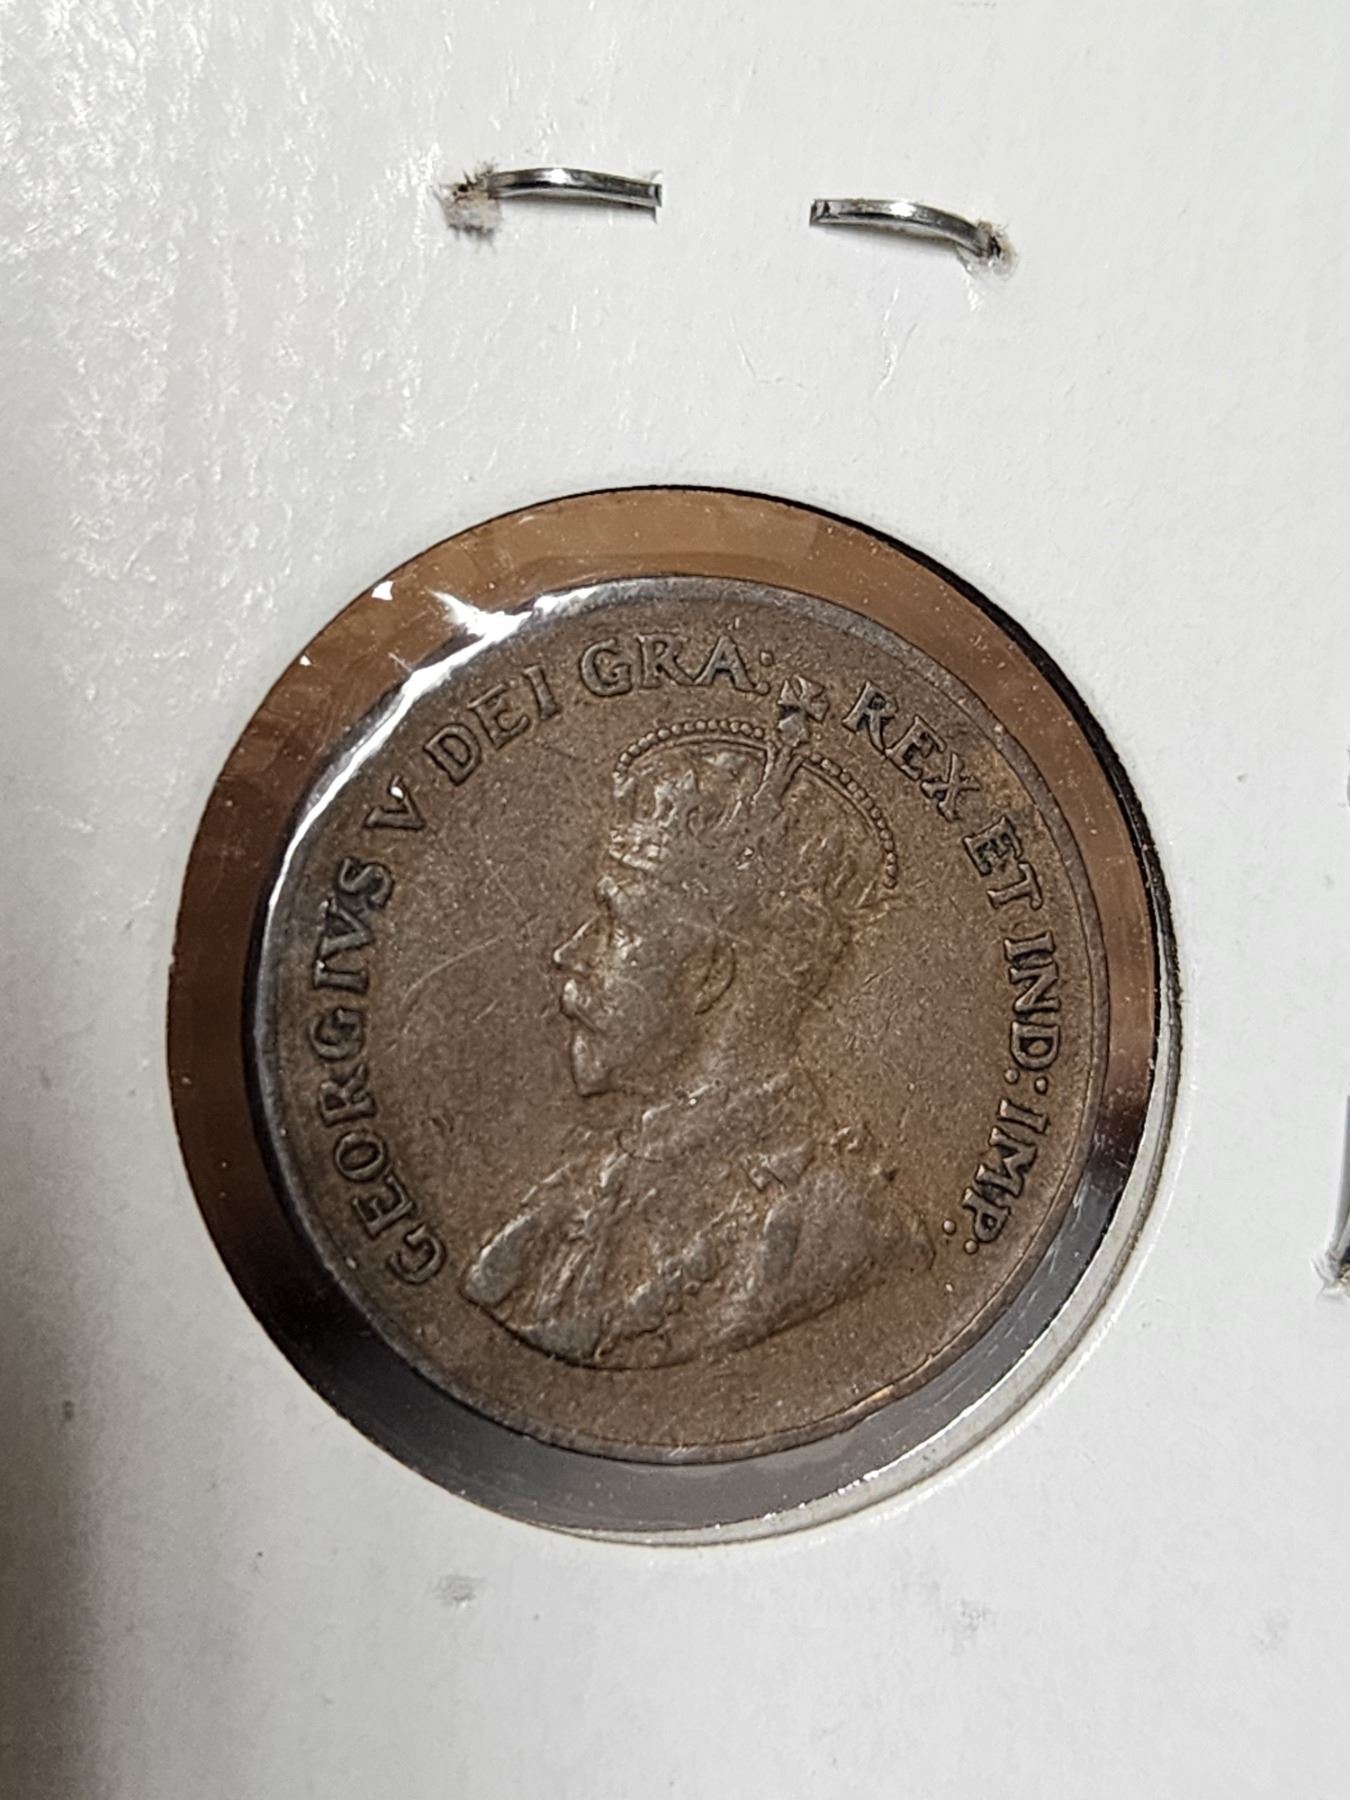 GEORGIVS V DEI GRA: REX ET IND: IMP: